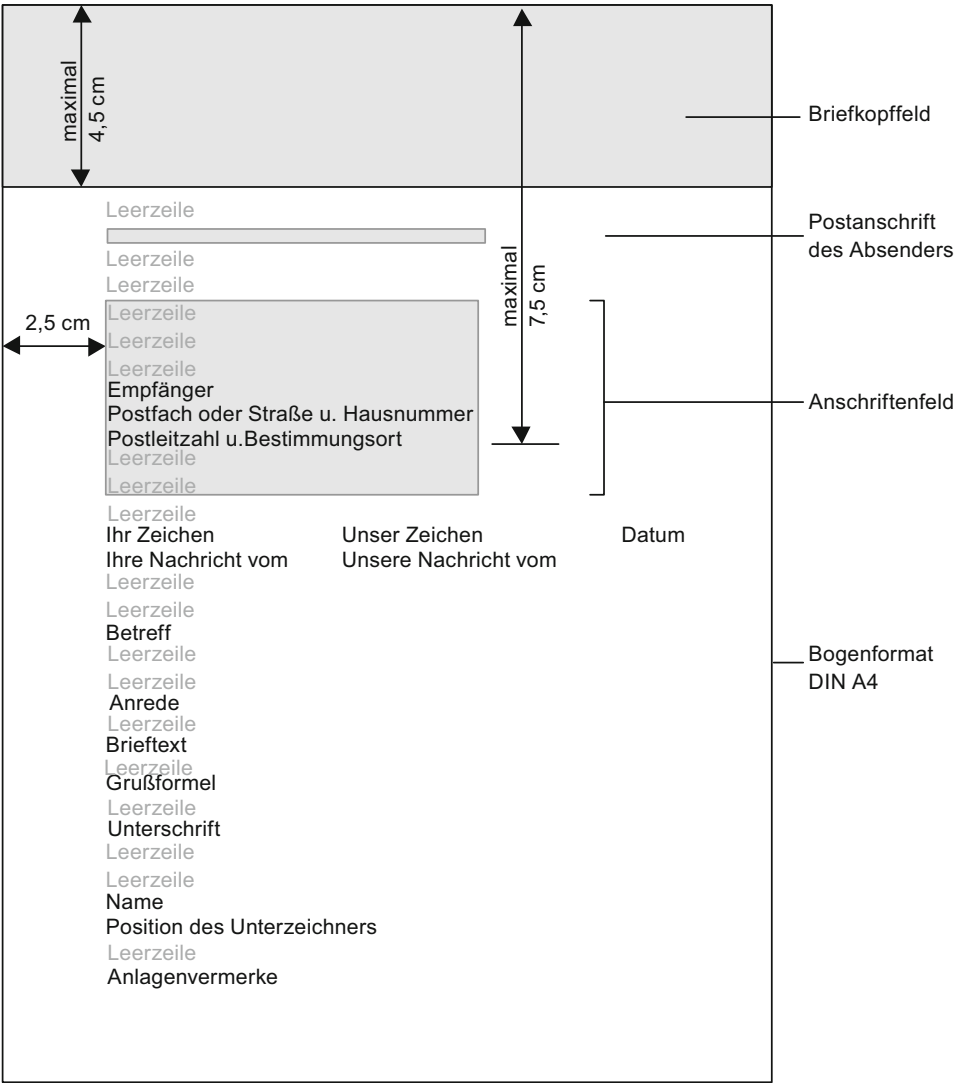 maximal
4,5 cm
Briefkopffeld
Leerzeile
Postanschrift
des Absenders
Leerzeile
Leerzeile
maximal
7,5 cm
2,5 cm
Leerzeile
Leerzeile
Leerzeile
Empfänger
Postfach oder Straße u. Hausnummer
Postleitzahl u.Bestimmungsort
Anschriftenfeld
Leerzeile
Leerzeile
Leerzeile
Ihr Zeichen Unser Zeichen Datum
Ihre Nachricht vom Unsere Nachricht vom
Leerzeile
Leerzeile
Betreff
Leerzeile
Bogenformat
DIN A4
Leerzeile
Anrede
Leerzeile
Brieftext
Leerzeile
Grußformel
Leerzeile
Unterschrift
Leerzeile
Leerzeile
Name
Position des Unterzeichners
Leerzeile
Anlagenvermerke